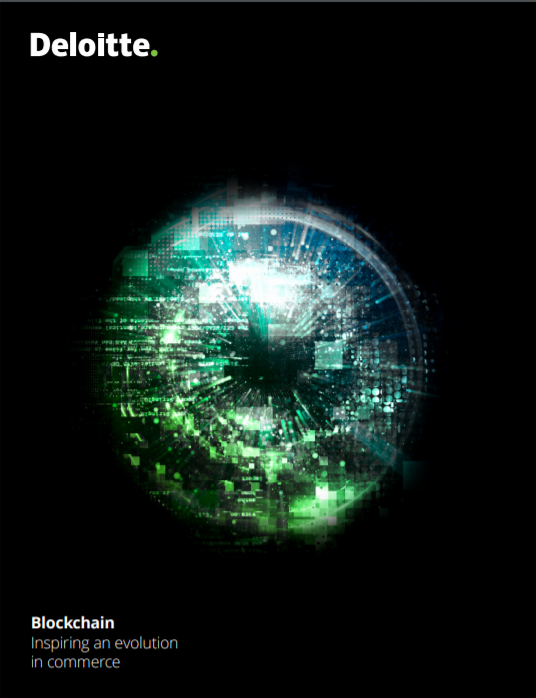 Deloitte.
Blockchain
Inspiring an evolution
in commerce